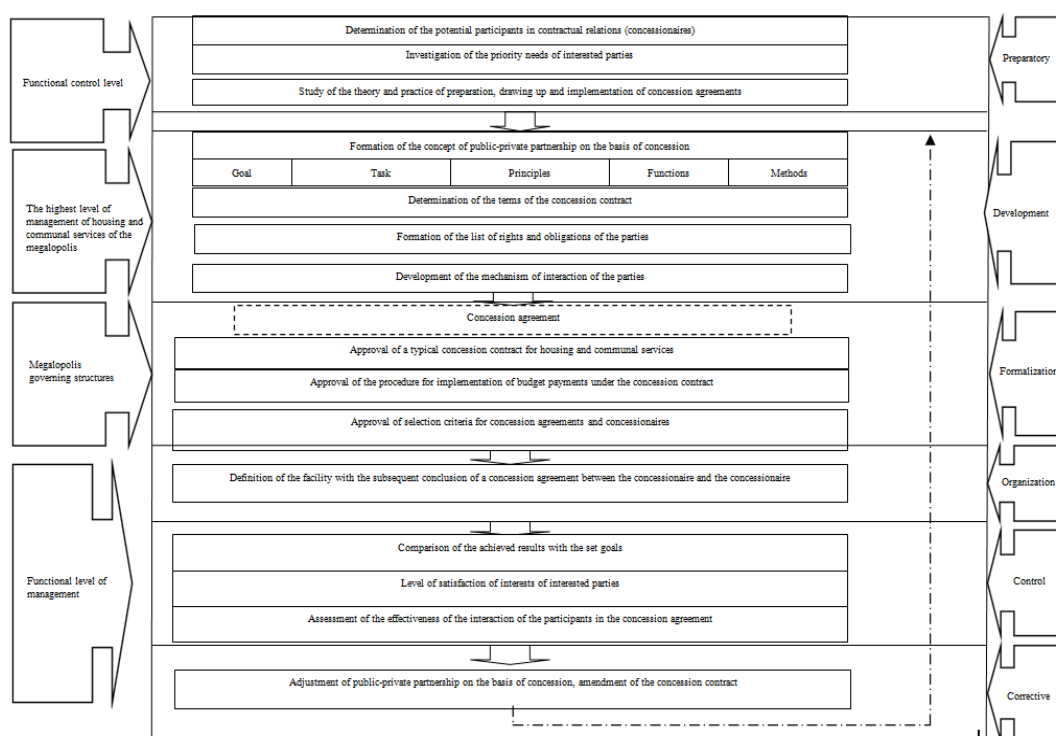 Determination of the potential participants in contractual relations (concessionaires)
Investigation of the priority needs of interested parties
Functional control level
Preparatory
Study of the theory and practice of preparation, drawing up and implementation of concession agreements
Formation of the concept of public-private partnership on the basis of concession
Goal
Task
Principles
Functions
Methods
The highest level of
management of housing and
communal services of the
megalopolis
Determination of the terms of the concession contract
Development
Formation of the list of rights and obligations of the parties
Development of the mechanism of interaction of the parties
Concession agreement
Approval of a typical concession contract for housing and communal services
Megalopolis
governing structures
Formalization
Approval of the procedure for implementation of budget payments under the concession contract
Approval of selection criteria for concession agreements and concessionaires
Definition of the facility with the subsequent conclusion of a concession agreement between the concessionaire and the concessionaire
Organization
Comparison of the achieved results with the set goals
Functional level of
management
Level of satisfaction of interests of interested parties
Control
Assessment of the effectiveness of the interaction of the participants in the concession agreement
Adjustment of public-private partnership on the basis of concession, amendment of the concession contract
Corrective